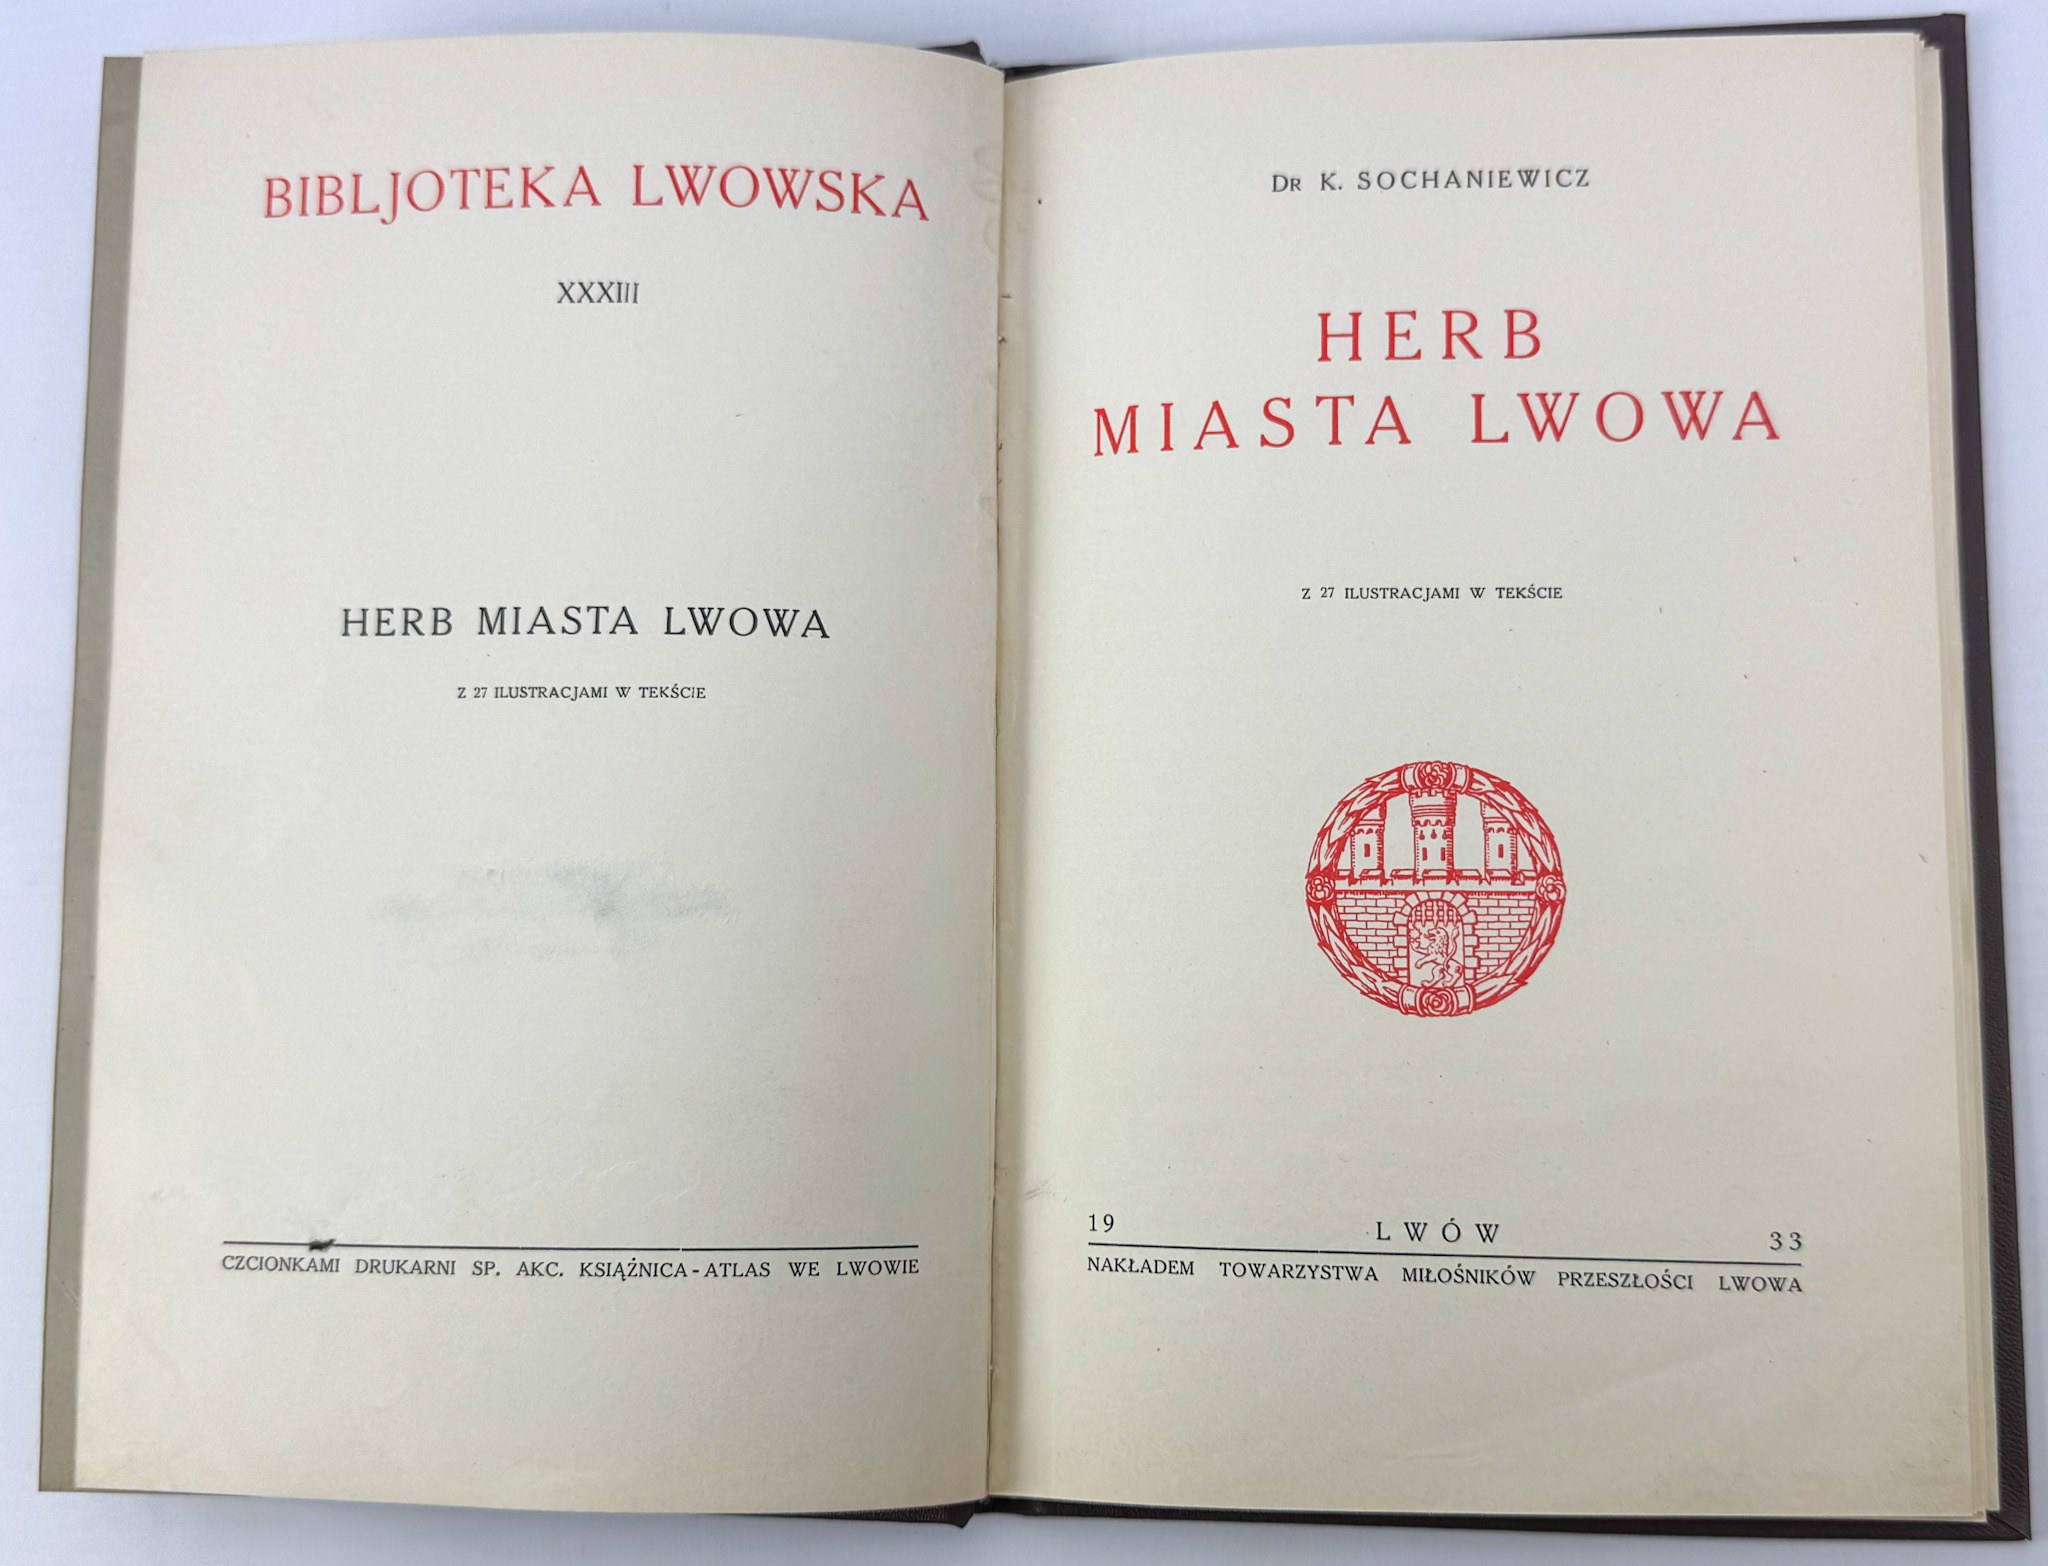 BIBLJOTEKA LWOWSKA
XXXIII
HERB MIASTA LWOWA
Z 27 ILUSTRACJAMI W TEKŚCIE
CZCIONKAMI DRUKARNI SP. AKC. KSIĄŻNICA-ATLAS WE LWOWIE
DR K. SOCHANIEWICZ
HERB
MIASTA LWOWA
Z 27 ILUSTRACJAMI W TEKŚCIE
19 LWÓW 33
NAKŁADEM TOWARZYSTWA MIŁOŚNIKÓW PRZESZŁOŚCI LWOWA